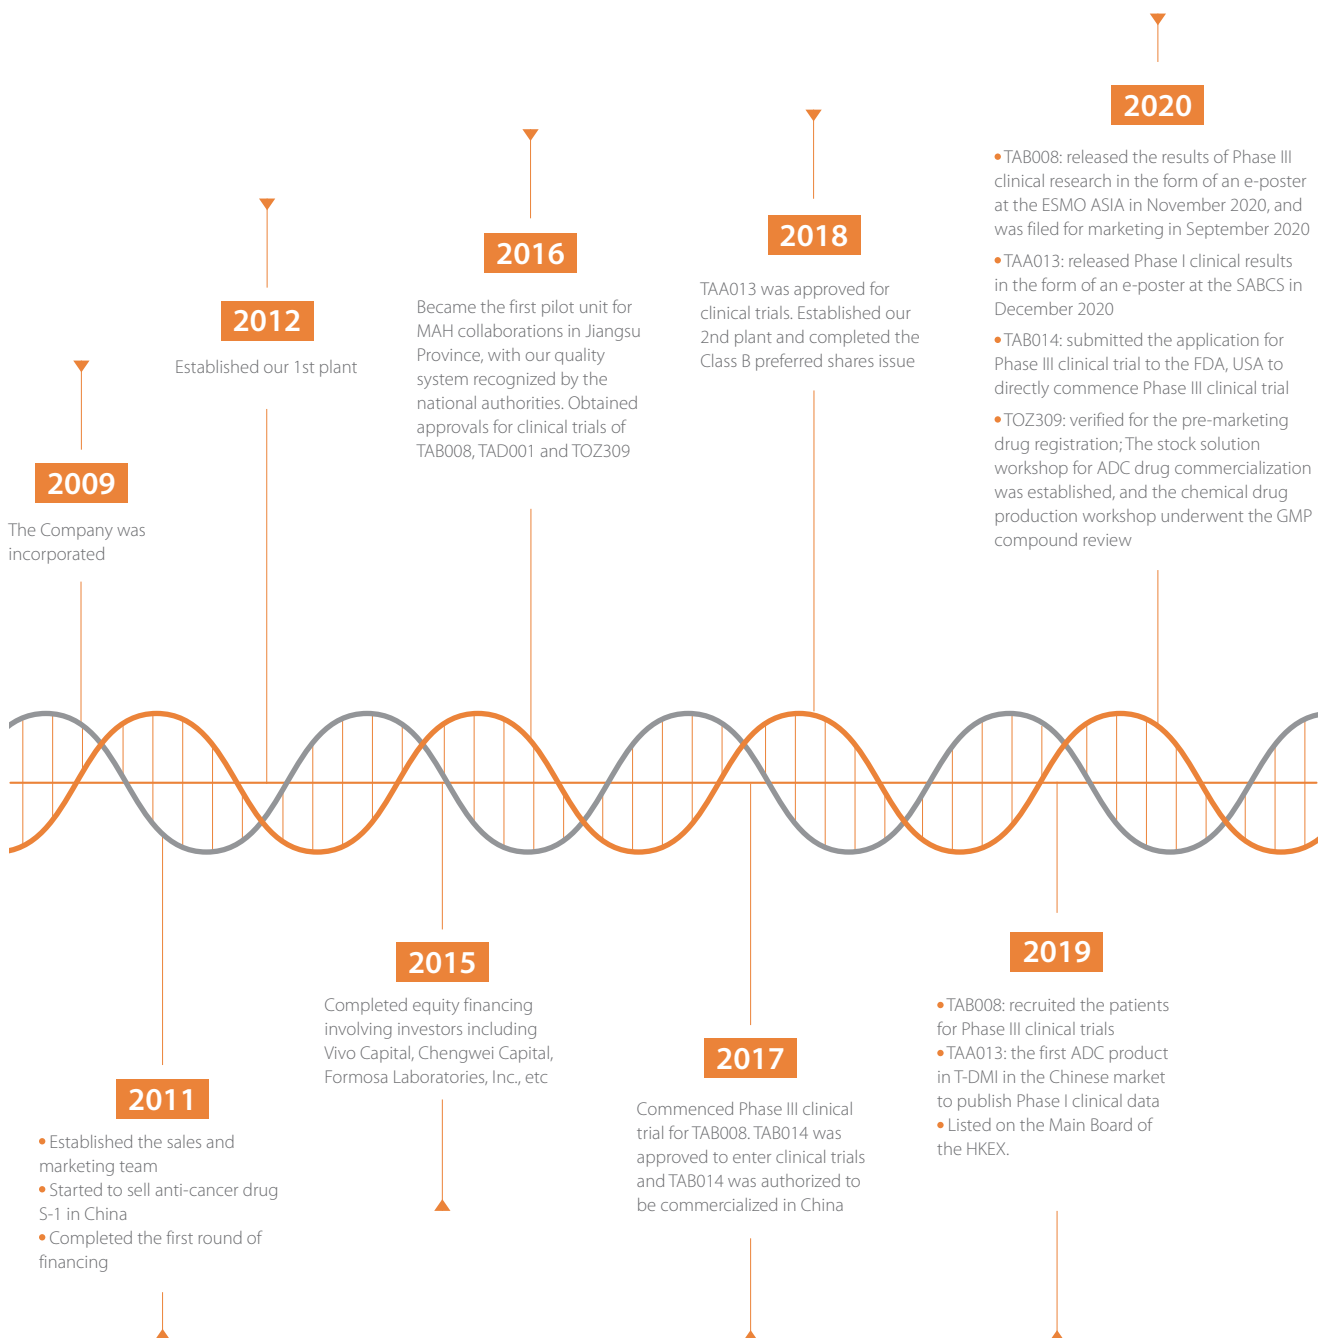 2009
The Company was
incorporated
2011
• Established the sales and
marketing team
• Started to sell anti-cancer drug
S-1 in China
• Completed the first round of
financing
2012
Established our 1st plant
2015
Completed equity financing
involving investors including
Vivo Capital, Chengwei Capital,
Formosa Laboratories, Inc., etc
2016
Became the first pilot unit for
MAH collaborations in Jiangsu
Province, with our quality
system recognized by the
national authorities. Obtained
approvals for clinical trials of
TAB008, TAD001 and TOZ309
2017
Commenced Phase III clinical
trial for TAB008. TAB014 was
approved to enter clinical trials
and TAB014 was authorized to
be commercialized in China
2018
TAA013 was approved for
clinical trials. Established our
2nd plant and completed the
Class B preferred shares issue
2019
• TAB008: recruited the patients
for Phase III clinical trials
• TAA013: the first ADC product
in T-DMI in the Chinese market
to publish Phase I clinical data
• Listed on the Main Board of
the HKEX.
2020
• TAB008: released the results of Phase III
clinical research in the form of an e-poster
at the ESMO ASIA in November 2020, and
was filed for marketing in September 2020
• TAA013: released Phase I clinical results
in the form of an e-poster at the SABCS in
December 2020
• TAB014: submitted the application for
Phase III clinical trial to the FDA, USA to
directly commence Phase III clinical trial
• TOZ309: verified for the pre-marketing
drug registration; The stock solution
workshop for ADC drug commercialization
was established, and the chemical drug
production workshop underwent the GMP
compound review